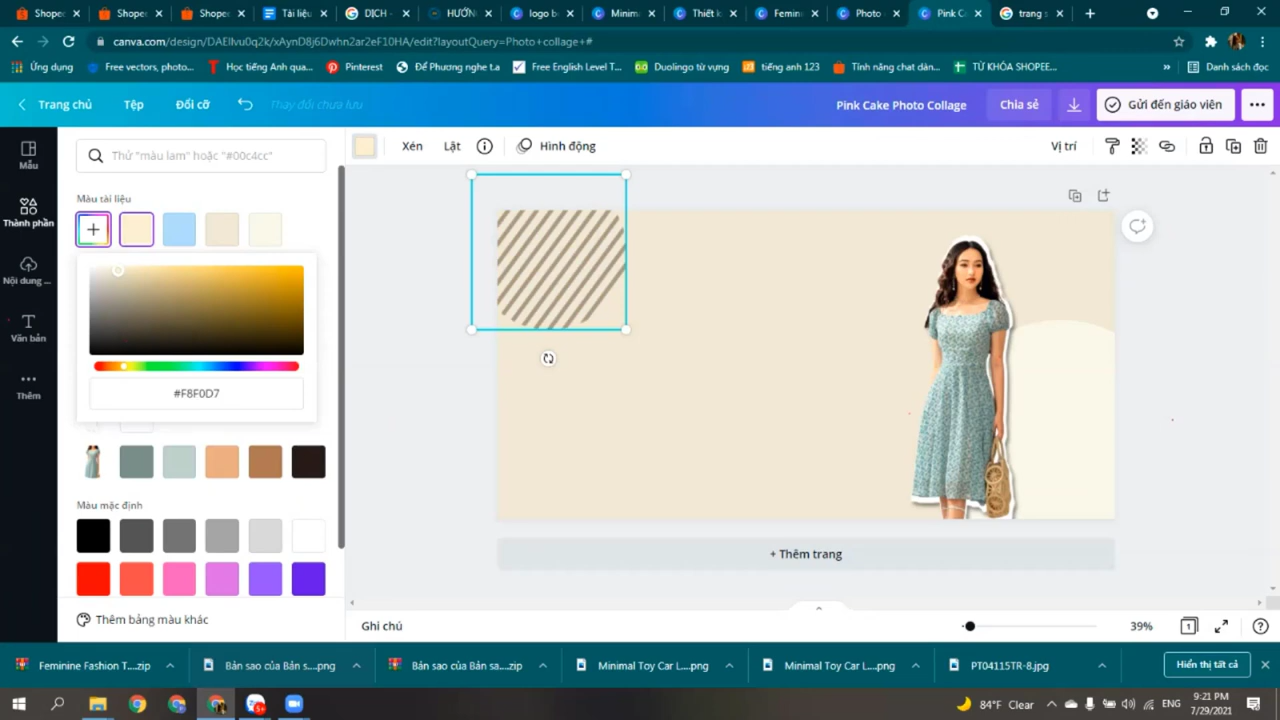 Shopee
Shopee
Shopee
Tài liệu
DỊCH -
HƯỚN
logo b
Minima
Thiết k
Femin
Photo
Pink Ca
trang s
canva.com/design/DAEllvu0q2k/xAynD8j6Dwhn2ar2eF10HA/edit?layoutQuery=Photo+collage+#
Ứng dụng
Free vectors, photo...
Học tiếng Anh qua...
Pinterest
Để Phương nghe t.a
Free English Level T...
Duolingo từ vựng
tiếng anh 123
Tính năng chat dàn...
TỪ KHÓA SHOPEE...
»
Danh sách đọc
Trang chủ
Tệp
Đổi cỡ
Thay đổi chưa lưu
Pink Cake Photo Collage
Chia sẻ
Gửi đến giáo viên
Mẫu
Thành phần
Nội dung ...
Văn bản
Thêm
Thử "màu lam" hoặc "#00c4cc"
Xén
Lật
Hình động
Vị trí
Màu tài liệu
#F8F0D7
Màu mặc định
Thêm bảng màu khác
+ Thêm trang
Ghi chú
39%
1
Feminine Fashion T....zip
Bản sao của Bản s....png
Bản sao của Bản sa....zip
Minimal Toy Car L....png
Minimal Toy Car L....png
PT04115TR-8.jpg
Hiển thị tất cả
84°F Clear
ENG
9:21 PM
7/29/2021